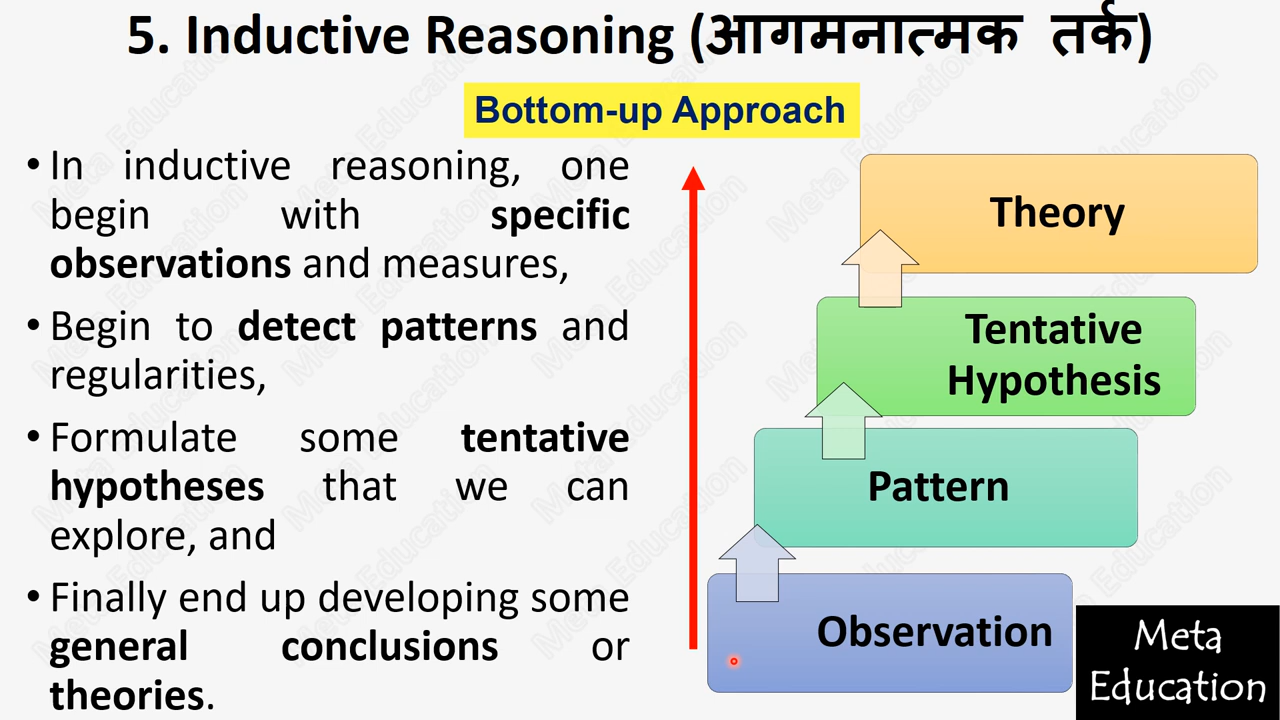 5. Inductive Reasoning (आगमनात्मक तर्क)
Bottom-up Approach
• In inductive reasoning, one
begin with specific
observations and measures,
• Begin to detect patterns and
regularities,
• Formulate some tentative
hypotheses that we can
explore, and
• Finally end up developing some
general conclusions or
theories.
Theory
Tentative
Hypothesis
Pattern
Observation
Meta
Education